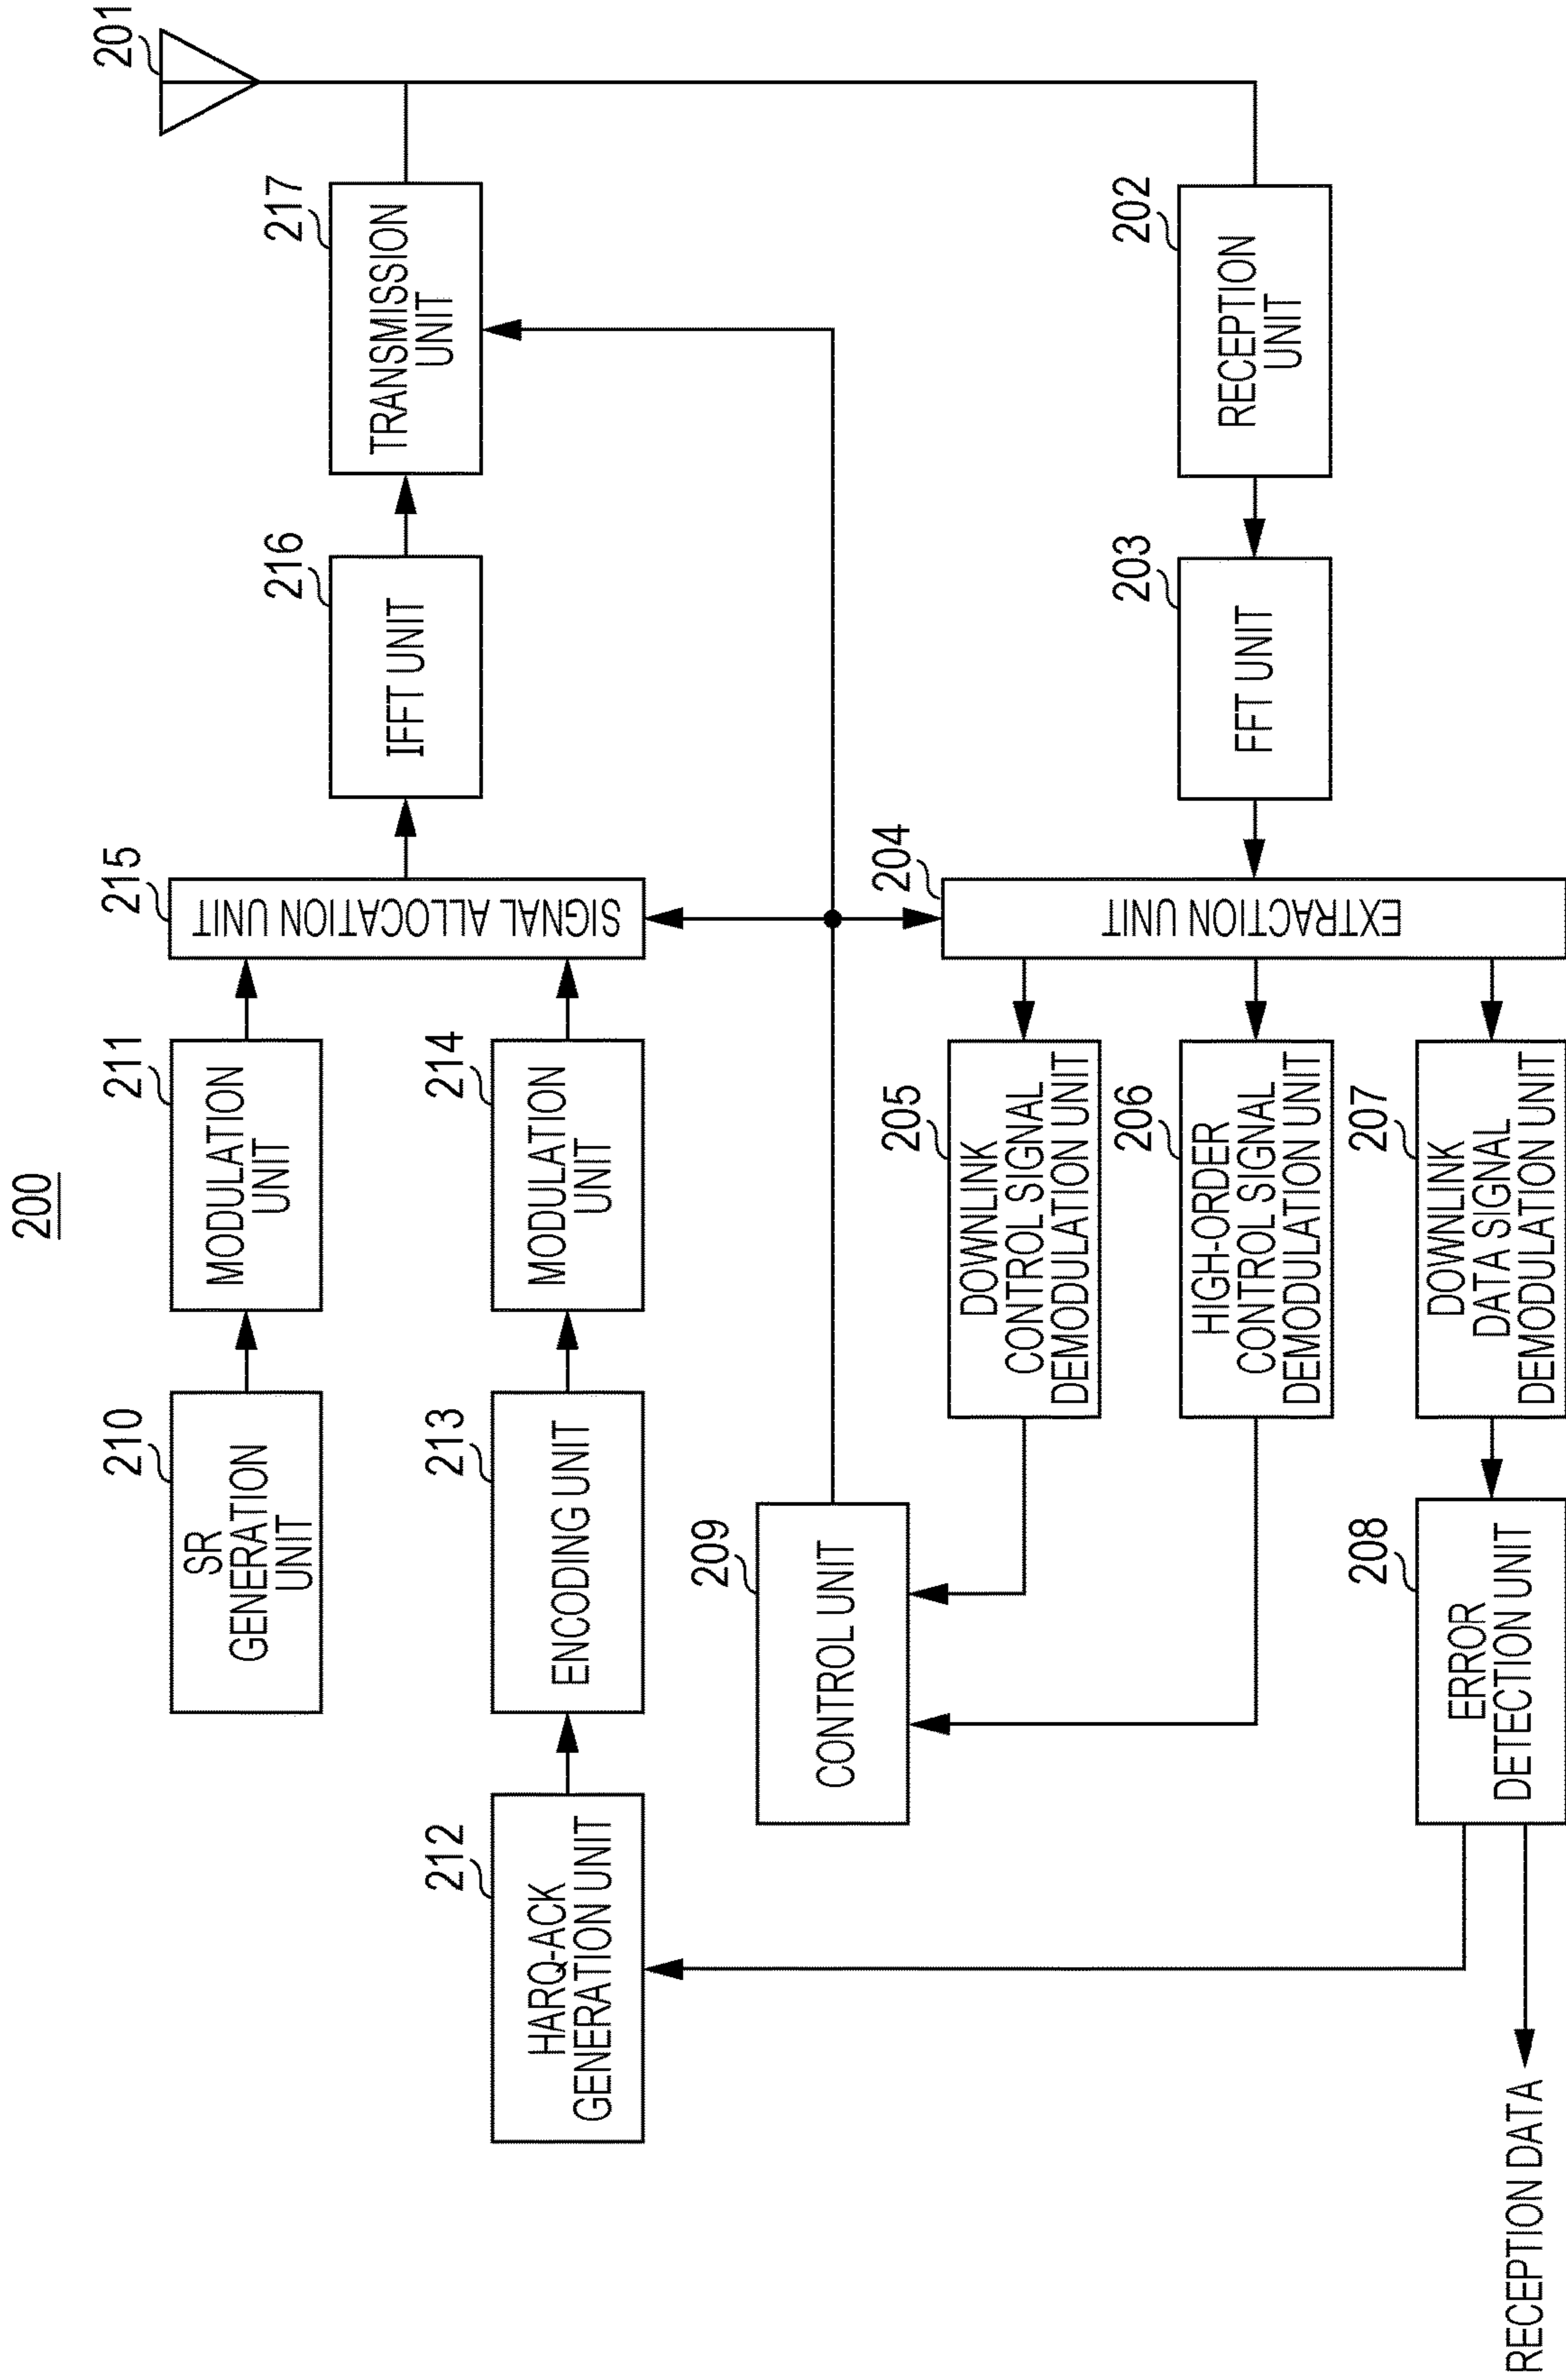 200
201
217
TRANSMISSION
UNIT
216
IFFT UNIT
215
SIGNAL ALLOCATION UNIT
211
MODULATION
UNIT
210
SR
GENERATION
UNIT
214
MODULATION
UNIT
213
ENCODING UNIT
212
HARQ-ACK
GENERATION UNIT
209
CONTROL UNIT
202
RECEPTION
UNIT
203
FFT UNIT
204
EXTRACTION UNIT
205
DOWNLINK
CONTROL SIGNAL
DEMODULATION UNIT
206
HIGH-ORDER
CONTROL SIGNAL
DEMODULATION UNIT
207
DOWNLINK
DATA SIGNAL
DEMODULATION UNIT
208
ERROR
DETECTION UNIT
RECEPTION DATA